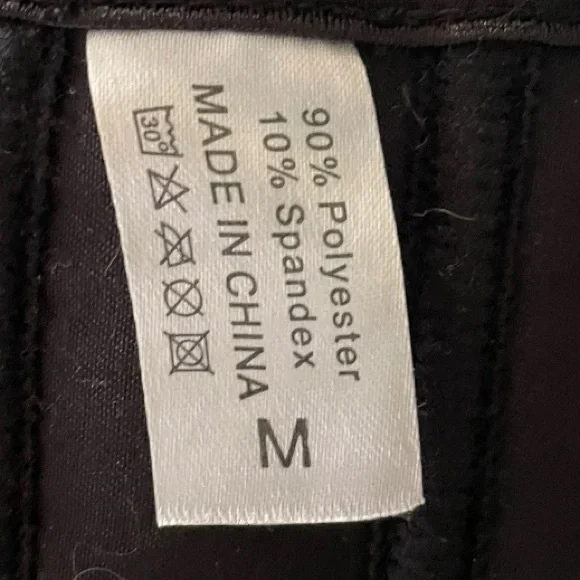 90% Polyester
10% Spandex
MADE IN CHINA
30°
M